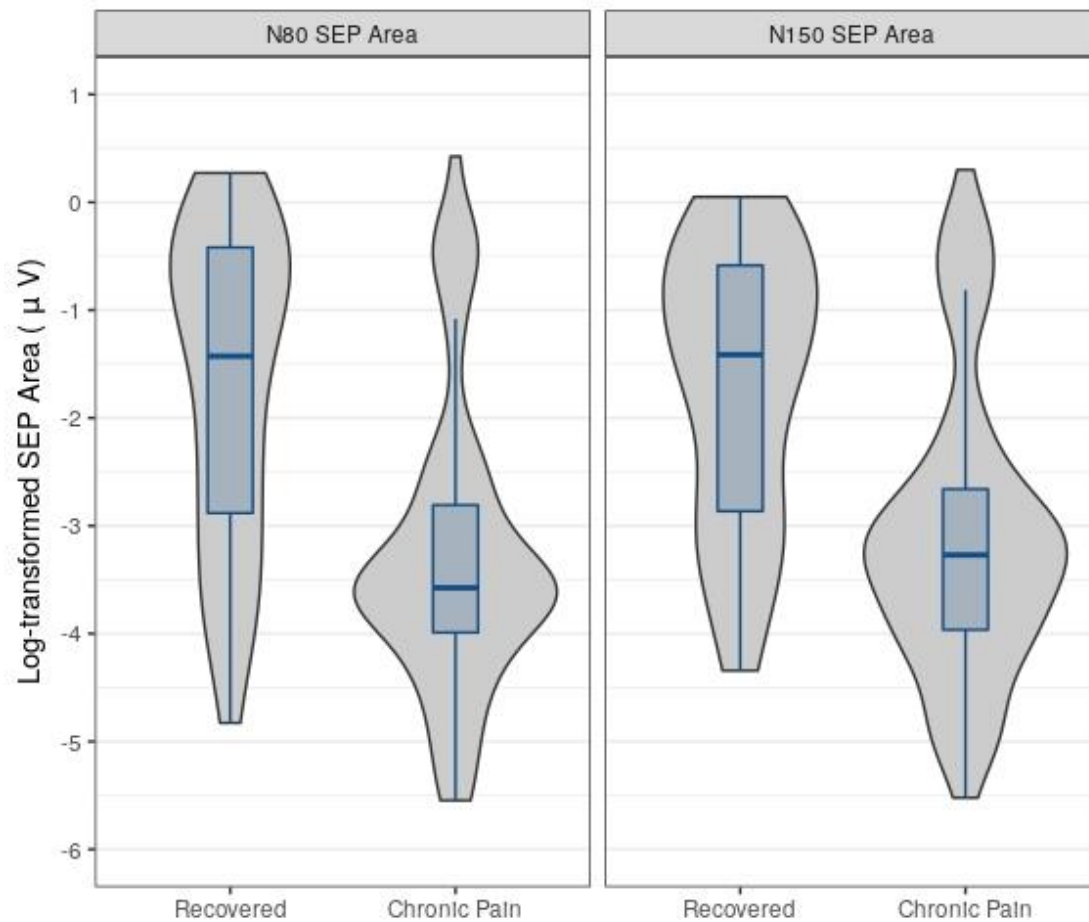 N80 SEP Area
N150 SEP Area
Log-transformed SEP Area ( μ V)
1
0
-1
-2
-3
-4
-5
-6
Recovered
Chronic Pain
Recovered
Chronic Pain